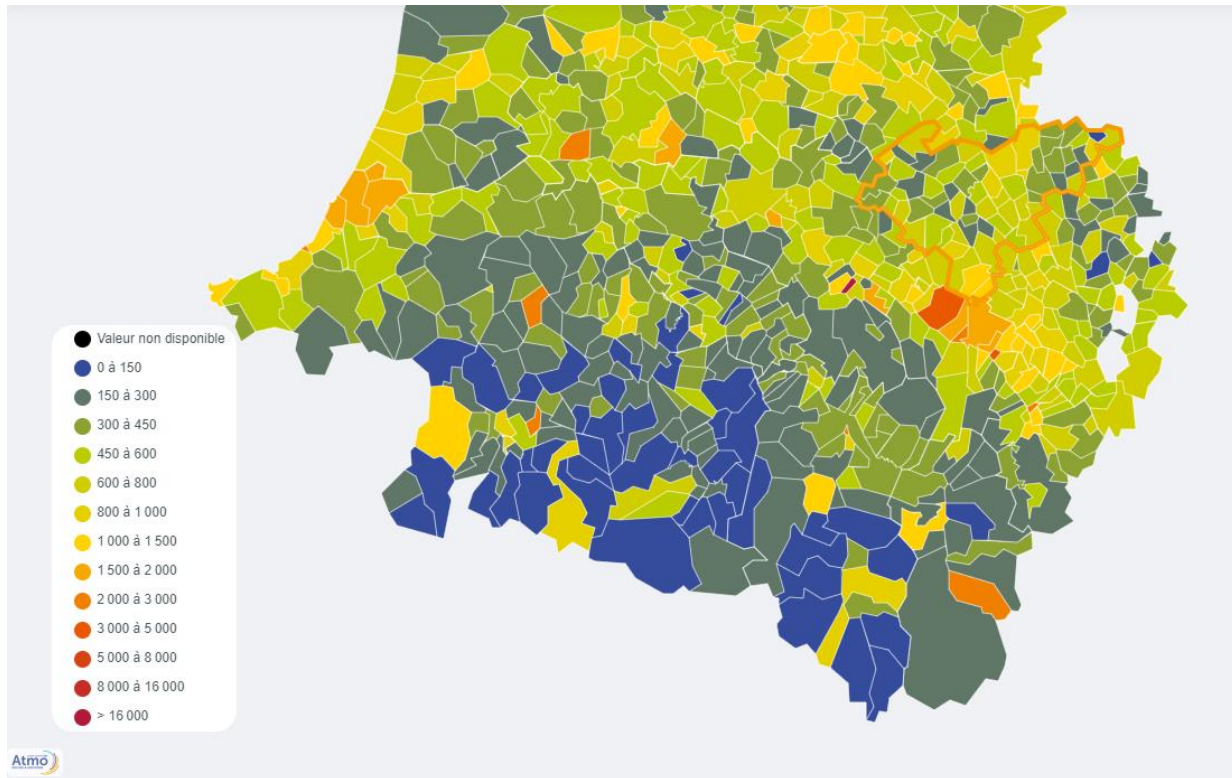 Valeur non disponible
0 à 150
150 à 300
300 à 450
450 à 600
600 à 800
800 à 1 000
1 000 à 1 500
1 500 à 2 000
2 000 à 3 000
3 000 à 5 000
5 000 à 8 000
8 000 à 16 000
> 16 000
Atmo